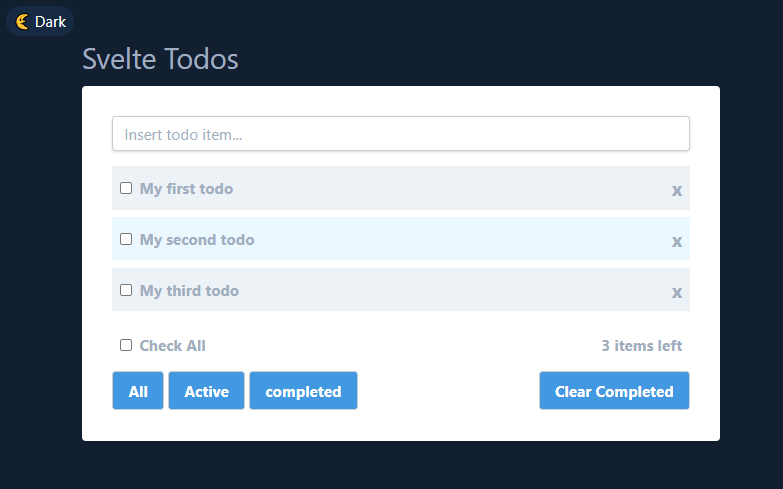 Dark
Svelte Todos
Insert todo item...
My first todo x
My second todo x
My third todo x
Check All 3 items left
All Active completed Clear Completed